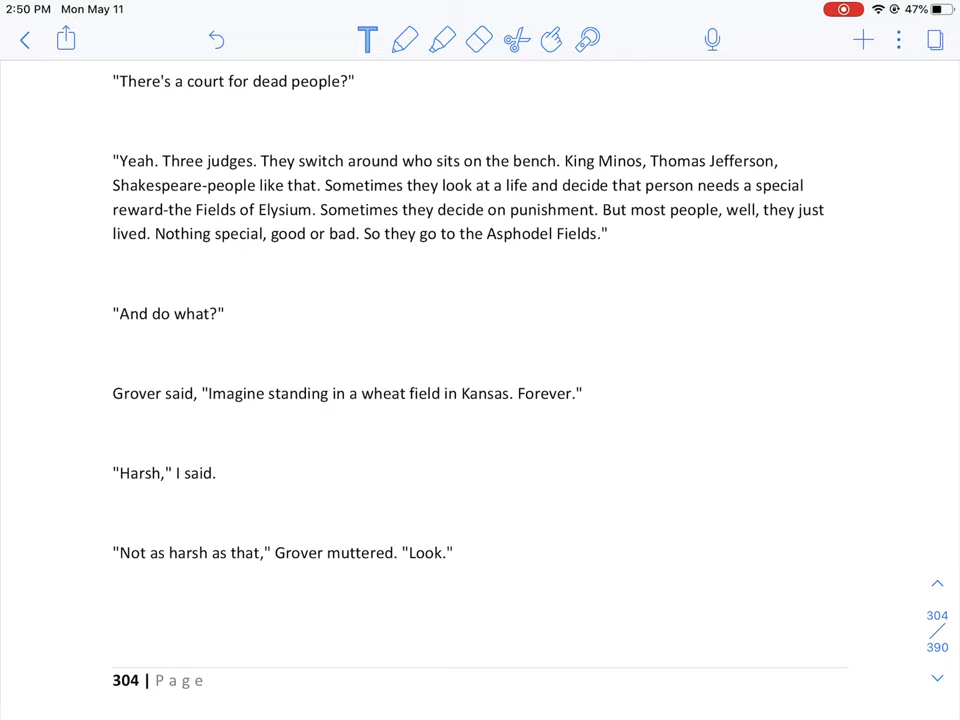 2:50 PM Mon May 11
47%
"There's a court for dead people?"
"Yeah. Three judges. They switch around who sits on the bench. King Minos, Thomas Jefferson,
Shakespeare-people like that. Sometimes they look at a life and decide that person needs a special
reward-the Fields of Elysium. Sometimes they decide on punishment. But most people, well, they just
lived. Nothing special, good or bad. So they go to the Asphodel Fields."
"And do what?"
Grover said, "Imagine standing in a wheat field in Kansas. Forever."
"Harsh," I said.
"Not as harsh as that," Grover muttered. "Look."
304
390
304 | Page